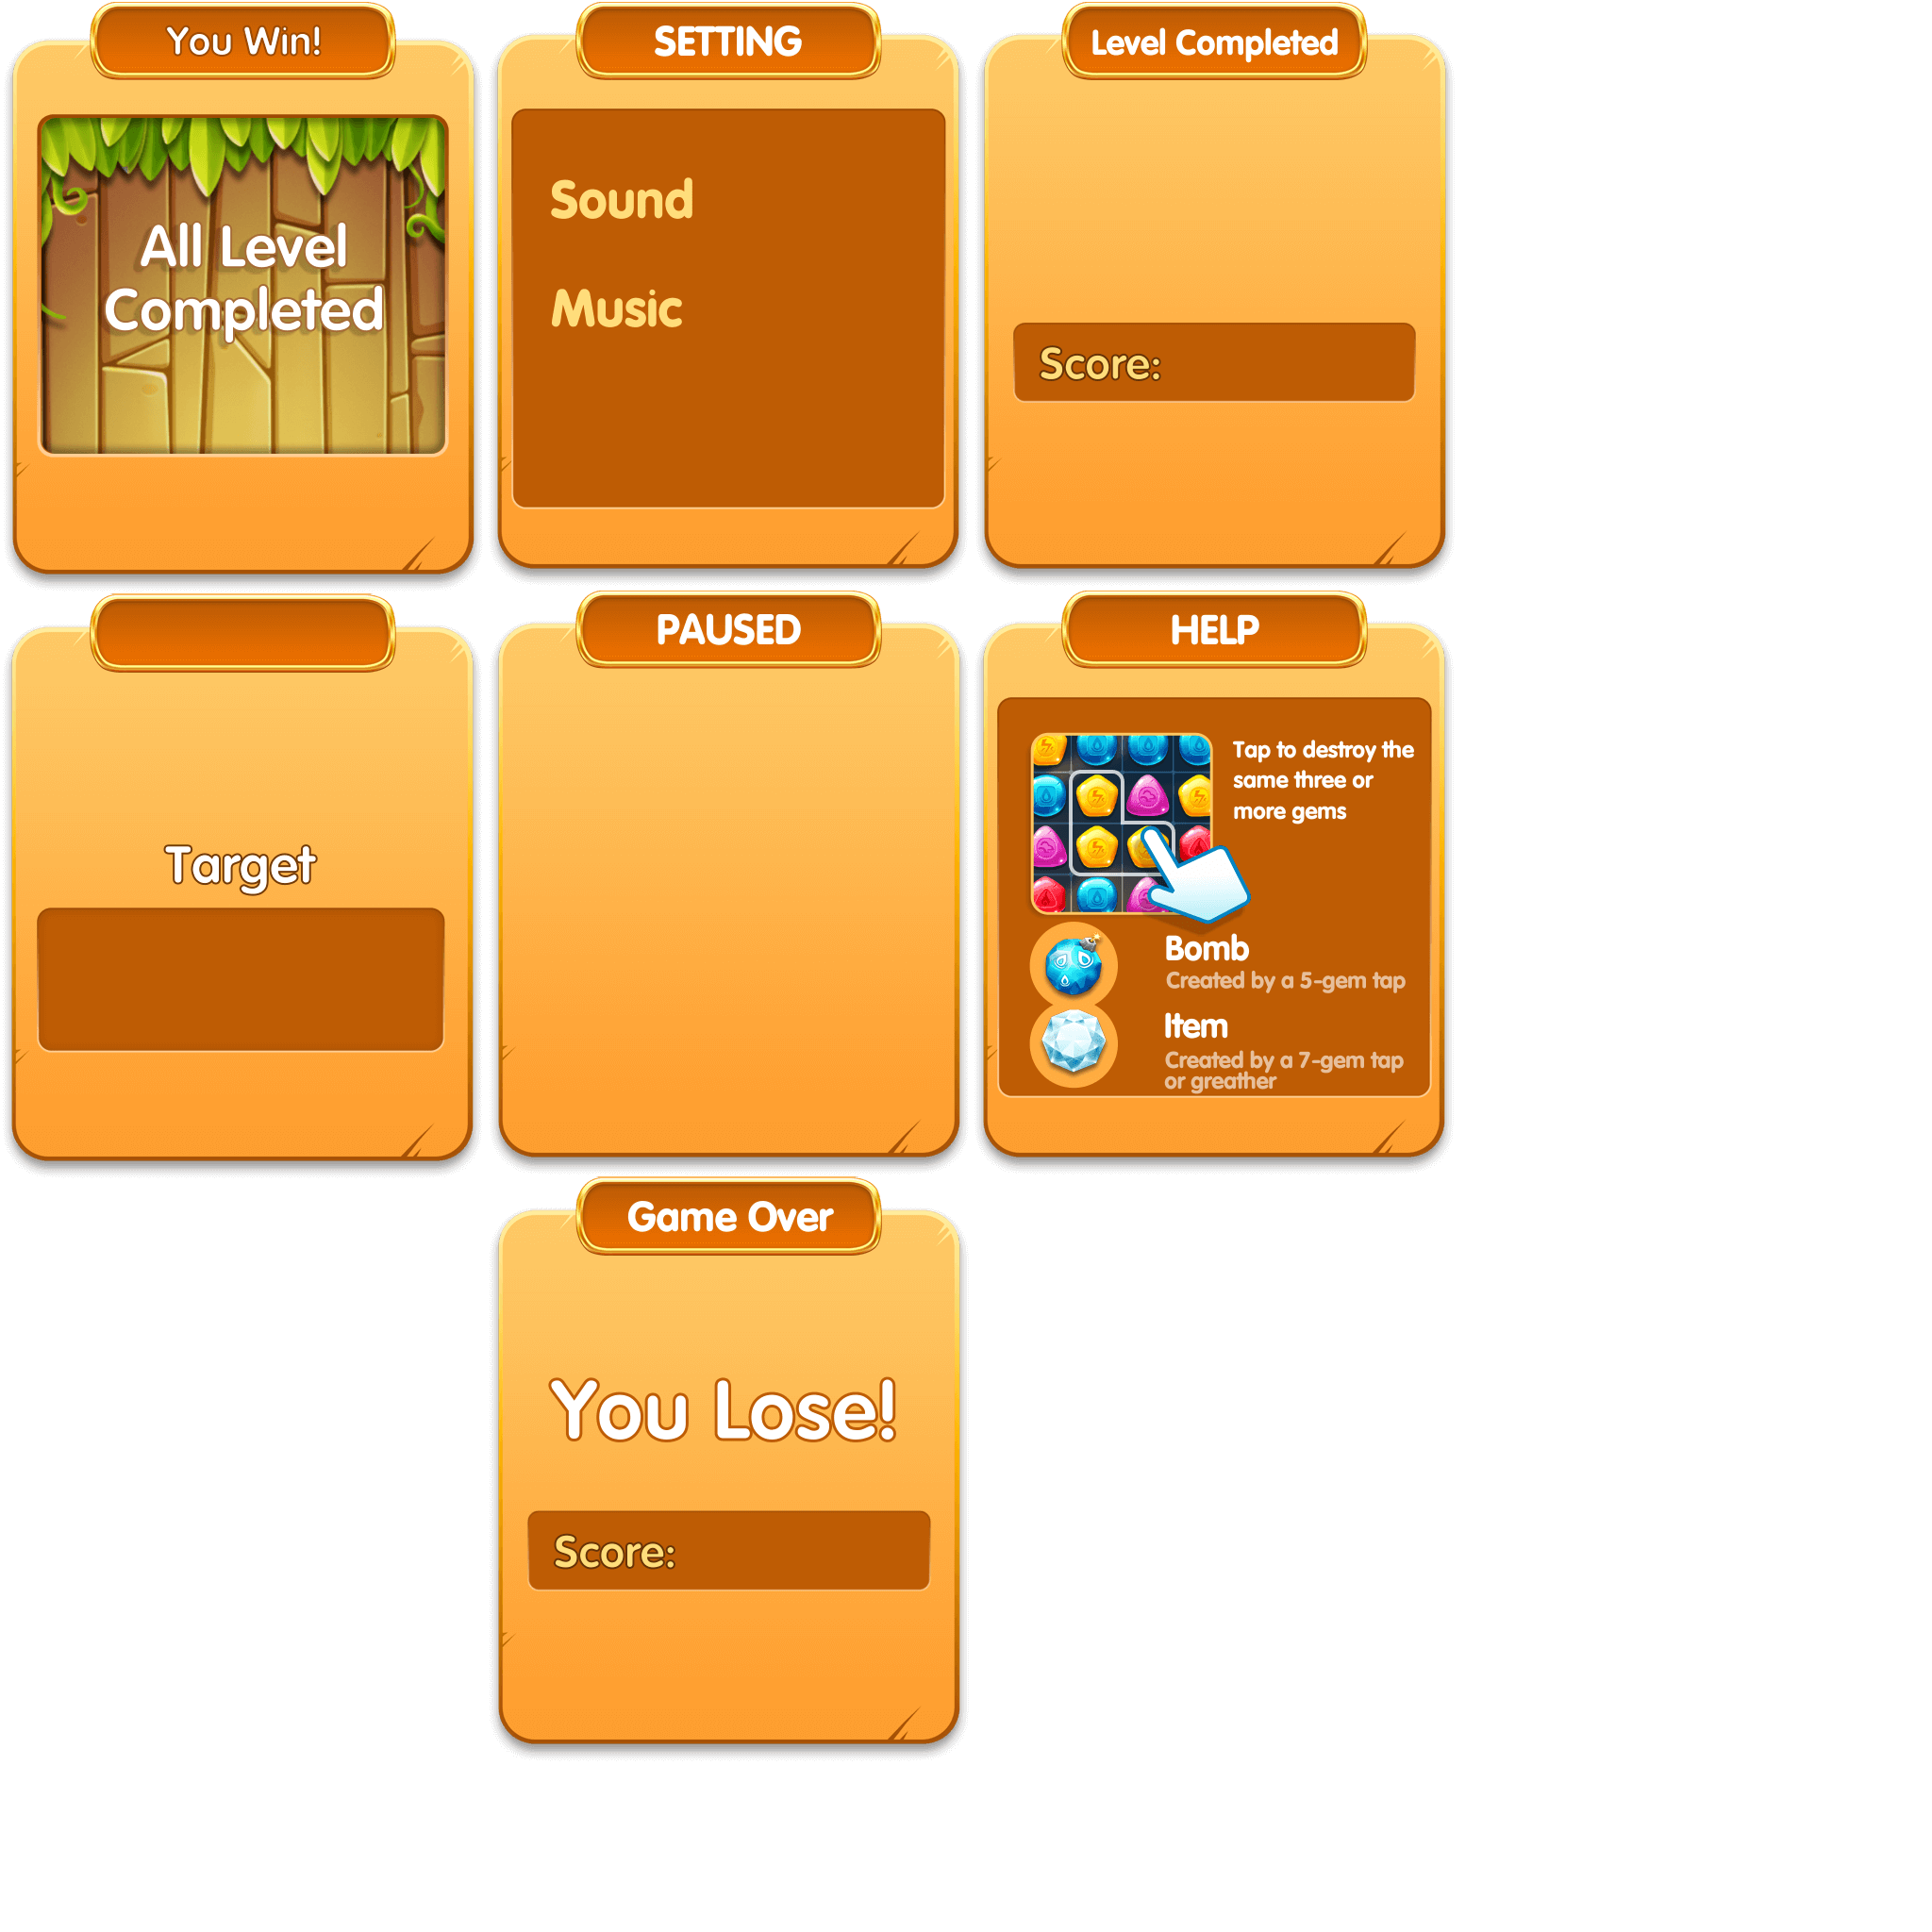 You Win!
All Level
Completed
SETTING
Sound
Music
Level Completed
Score:
Target
PAUSED
HELP
Tap to destroy the
same three or
more gems
Bomb
Created by a 5-gem tap
Item
Created by a 7-gem tap
or greather
Game Over
You Lose!
Score: